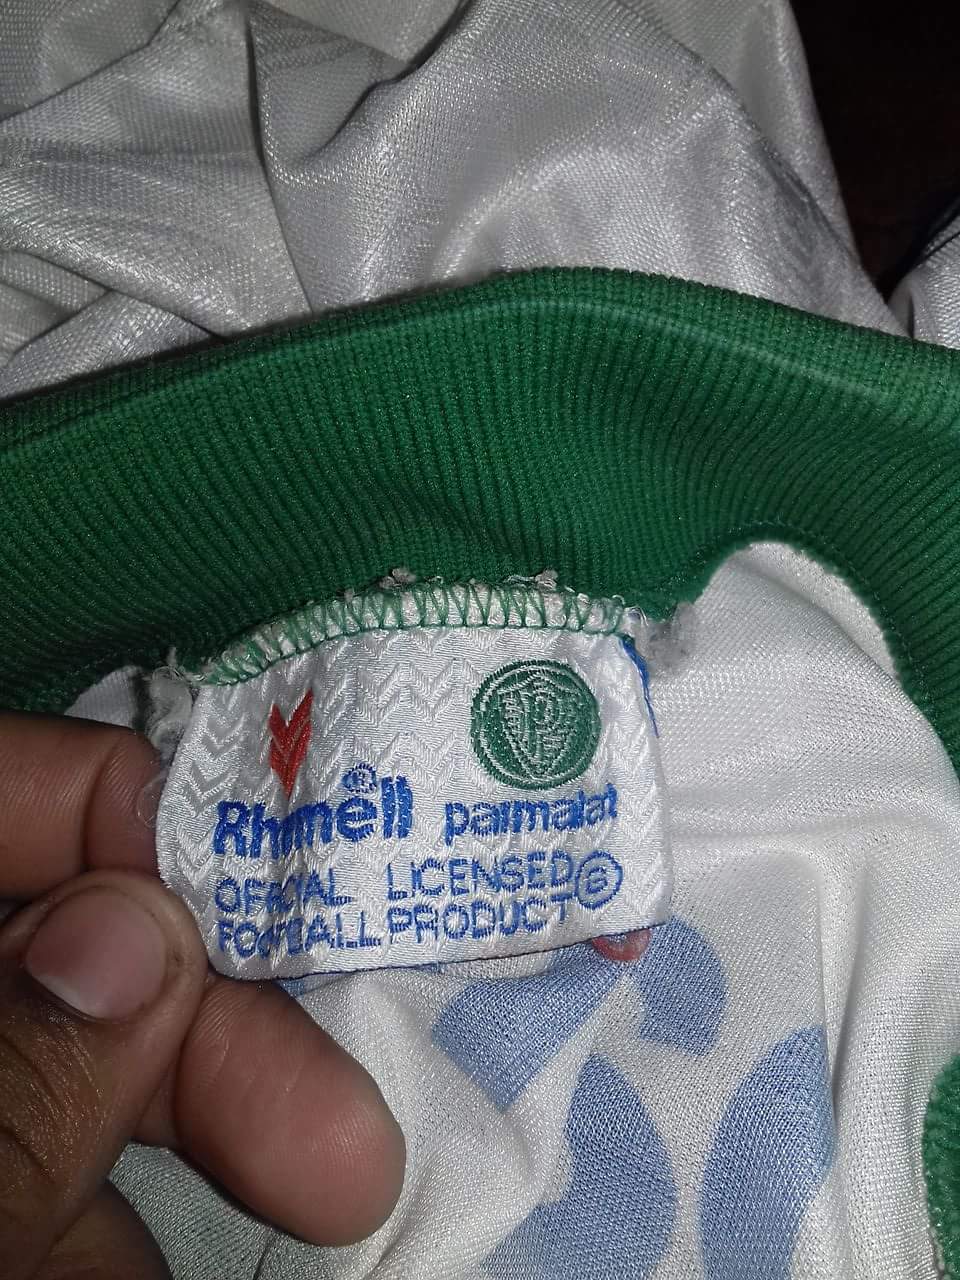 Rhumell® parmalat
OFFICIAL LICENSED
FOOTBALL PRODUCT ®